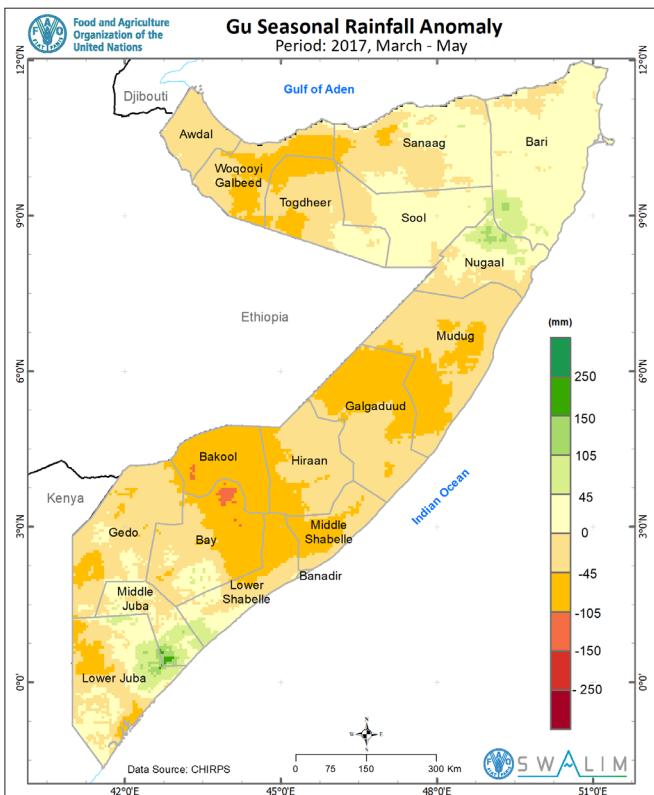 Food and Agriculture
Organization of the
United Nations
FAO
FIAT PANIS
Gu Seasonal Rainfall Anomaly
Period: 2017, March - May
12°0'N
12°0'N
Djibouti
Gulf of Aden
Awdal
Sanaag
Bari
Woqooyi
Galbeed
Togdheer
9°0'N
9°0'N
Sool
Nugaal
Ethiopia
(mm)
Mudug
6°0'N
6°0'N
250
Galgaduud
150
105
Bakool
Hiraan
45
Kenya
Indian Ocean
0
3°0'N
3°0'N
Gedo
Bay
Middle
Shabelle
-45
Banadir
Middle
Juba
Lower
Shabelle
-105
-150
Lower Juba
0°0'
0°0'
-250
N
W
E
S
Data Source: CHIRPS
0
75
150
300 Km
FAO
SWALIM
42°0'E
45°0'E
48°0'E
51°0'E